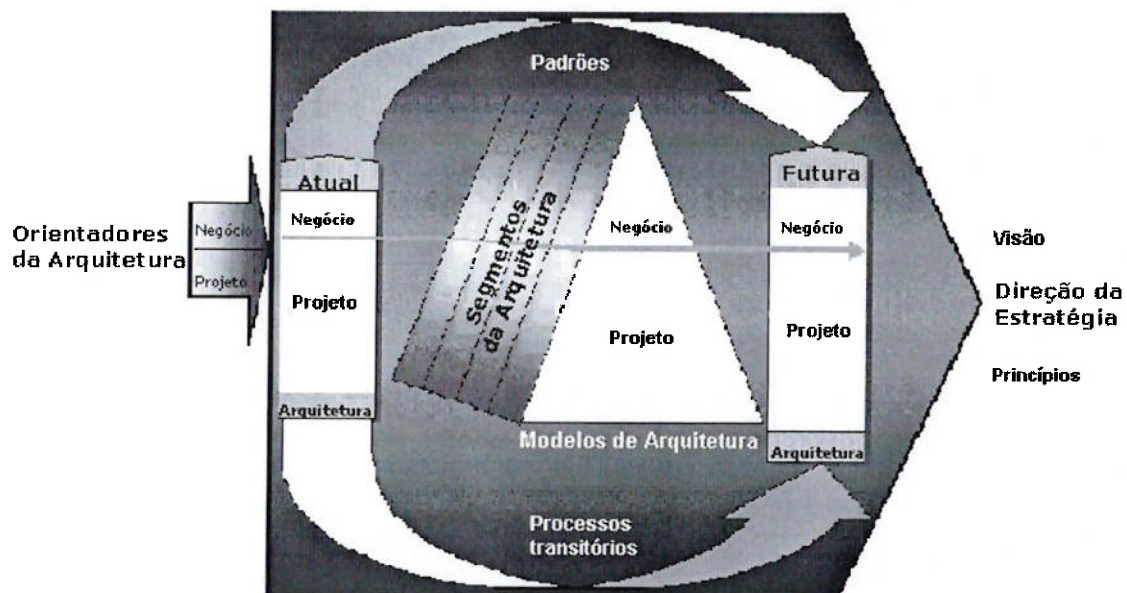 Padrões
Atual
Negócio
Projeto
Arquitetura
Orientadores
da Arquitetura
Negócio
Projeto
Segmentos
da Arquitetura
Negócio
Projeto
Modelos de Arquitetura
Futura
Negócio
Projeto
Arquitetura
Visão
Direção da
Estratégia
Princípios
Processos
transitórios